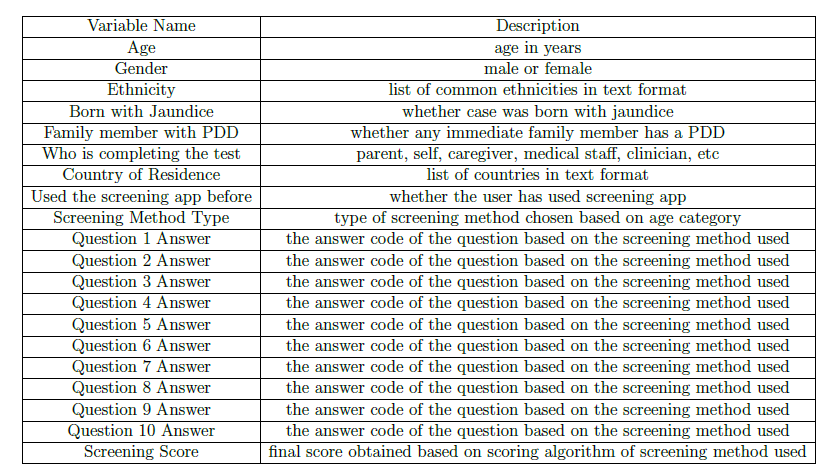 Variable Name Description
Age age in years
Gender male or female
Ethnicity list of common ethnicities in text format
Born with Jaundice whether case was born with jaundice
Family member with PDD whether any immediate family member has a PDD
Who is completing the test parent, self, caregiver, medical staff, clinician, etc
Country of Residence list of countries in text format
Used the screening app before whether the user has used screening app
Screening Method Type type of screening method chosen based on age category
Question 1 Answer the answer code of the question based on the screening method used
Question 2 Answer the answer code of the question based on the screening method used
Question 3 Answer the answer code of the question based on the screening method used
Question 4 Answer the answer code of the question based on the screening method used
Question 5 Answer the answer code of the question based on the screening method used
Question 6 Answer the answer code of the question based on the screening method used
Question 7 Answer the answer code of the question based on the screening method used
Question 8 Answer the answer code of the question based on the screening method used
Question 9 Answer the answer code of the question based on the screening method used
Question 10 Answer the answer code of the question based on the screening method used
Screening Score final score obtained based on scoring algorithm of screening method used